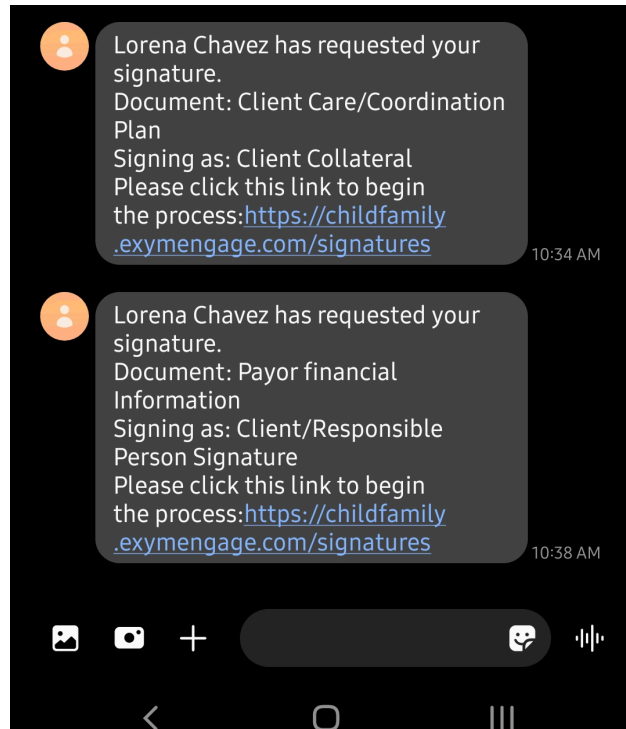 Lorena Chavez has requested your
signature.
Document: Client Care/Coordination
Plan
Signing as: Client Collateral
Please click this link to begin
the process:https://childfamily
.exymengage.com/signatures
10:34 AM
Lorena Chavez has requested your
signature.
Document: Payor financial
Information
Signing as: Client/Responsible
Person Signature
Please click this link to begin
the process:https://childfamily
.exymengage.com/signatures
10:38 AM